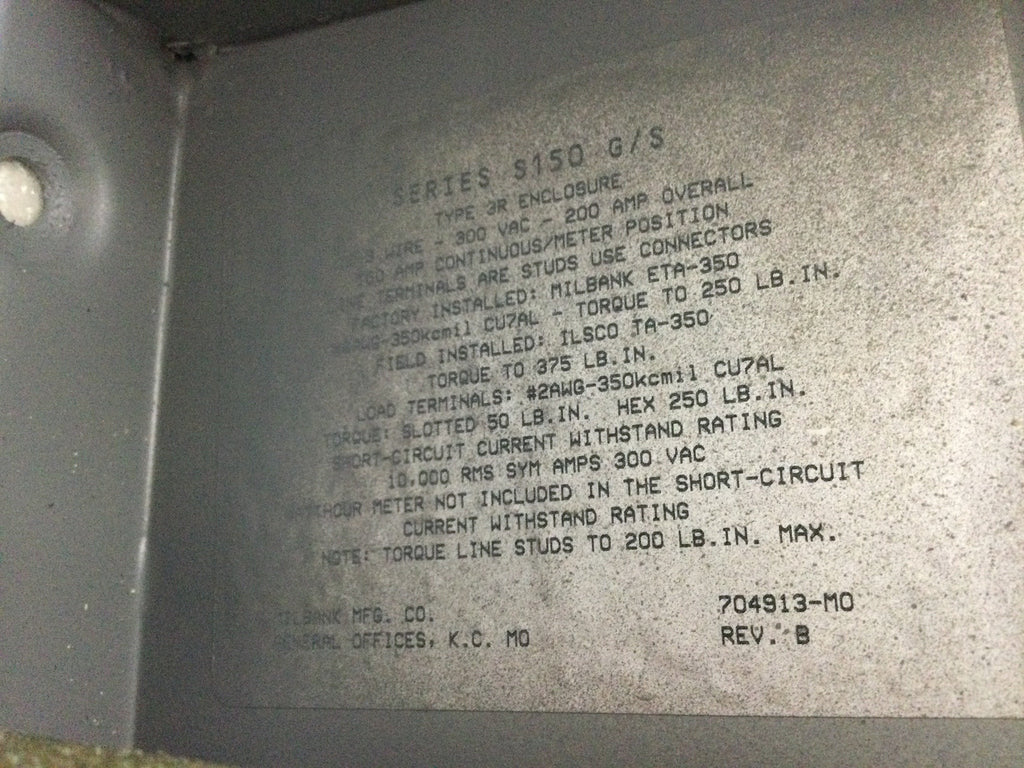 SERIES S150 G/S
TYPE 3R ENCLOSURE
WIRE - 300 VAC - 200 AMP OVERALL
AMP CONTINUOUS/METER POSITION
TERMINALS ARE STUDS USE CONNECTORS
FACTORY INSTALLED: MILBANK ETA-350
CU7AL - TORQUE TO 250 LB.IN.
FIELD INSTALLED: ILSCO TA-350
TORQUE TO 375 LB.IN.
LOAD TERMINALS: #2AWG-350kcmil CU7AL
TORQUE: SLOTTED 50 LB.IN. HEX 250 LB.IN.
SHORT-CIRCUIT CURRENT WITHSTAND RATING
10,000 RMS SYM AMPS 300 VAC
METER NOT INCLUDED IN THE SHORT-CIRCUIT
CURRENT WITHSTAND RATING
NOTE: TORQUE LINE STUDS TO 200 LB.IN. MAX.
MILBANK MFG. CO.
GENERAL OFFICES, K.C. MO
704913-MO
REV. B